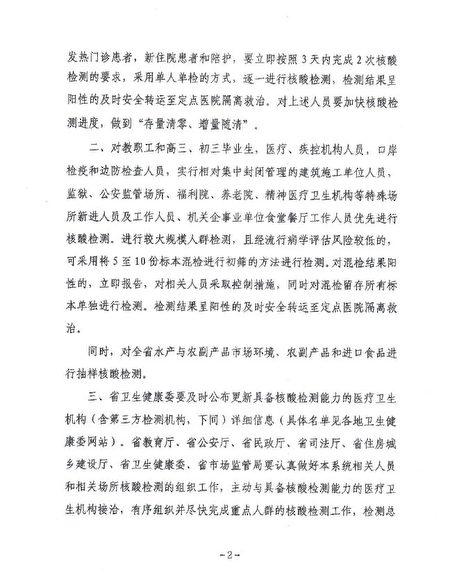 发热门诊患者，新住院患者和陪护，要立即按照 3 天内完成 2 次核酸
检测的要求，采用单人单检的方式，逐一进行核酸检测，检测结果呈
阳性的及时安全转运至定点医院隔离救治。对上述人员要加快核酸检
测进度，做到“存量清零、增量随清”。
二、对教职工和高三、初三毕业生，医疗、疾控机构人员，口岸
检疫和边防检查人员，实行相对集中封闭管理的建筑施工单位人员、
监狱、公安监管场所、福利院、养老院、精神医疗卫生机构等特殊场
所新进人员及工作人员、机关企事业单位食堂餐厅工作人员优先进行
核酸检测。进行较大规模人群检测，且经流行病学评估风险较低的，
可采用将 5 至 10 份标本混检进行初筛的方法进行检测。对混检结果阳
性的，立即报告，对相关人员采取控制措施，同时对混检留存所有标
本单独进行检测。检测结果呈阳性的及时安全转运至定点医院隔离救
治。
同时，对全省水产与农副产品市场环境、农副产品和进口食品进
行抽样核酸检测。
三、省卫生健康委要及时公布更新具备核酸检测能力的医疗卫生
机构（含第三方检测机构，下同）详细信息（具体名单见各地卫生健
康委网站）。省教育厅、省公安厅、省民政厅、省司法厅、省住房城
乡建设厅、省卫生健康委、省市场监管局要认真做好本系统相关人员
和相关场所核酸检测的组织工作，主动与具备核酸检测能力的医疗卫
生机构接洽，有序组织并尽快完成重点人群的核酸检测工作，检测总
-2-